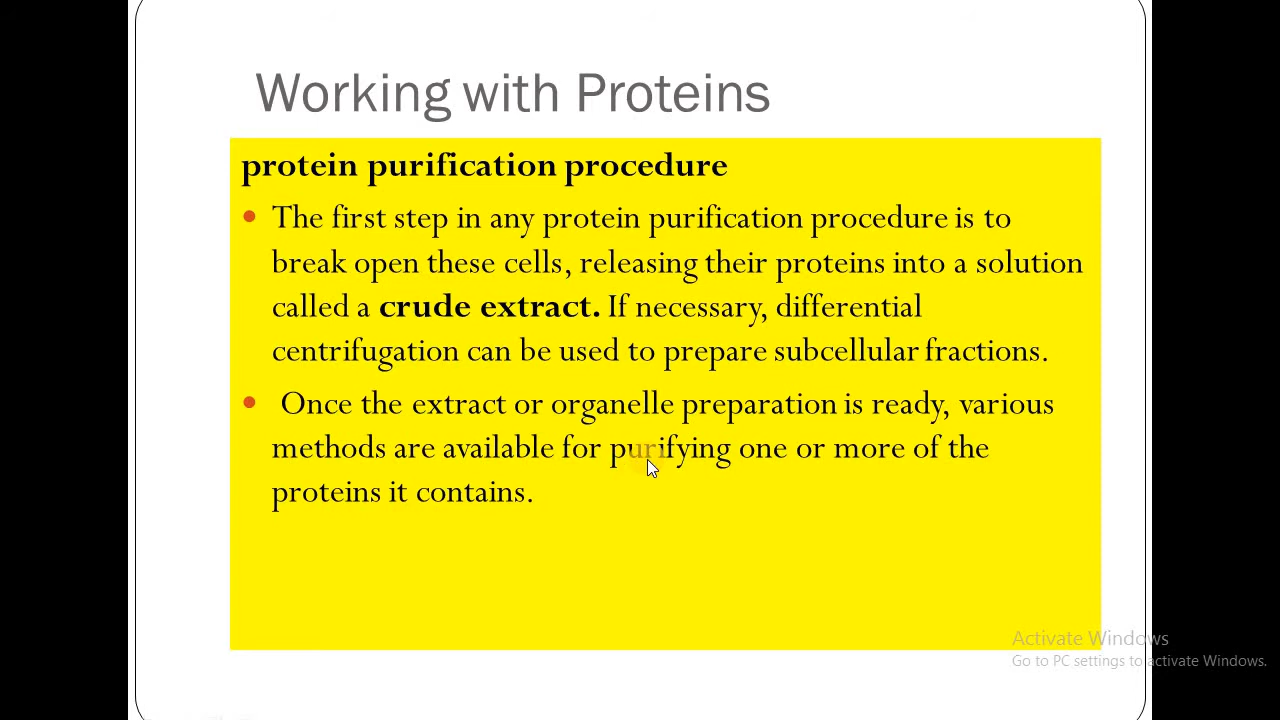 Working with Proteins
protein purification procedure
• The first step in any protein purification procedure is to
break open these cells, releasing their proteins into a solution
called a crude extract. If necessary, differential
centrifugation can be used to prepare subcellular fractions.
• Once the extract or organelle preparation is ready, various
methods are available for purifying one or more of the
proteins it contains.
Activate Windows
Go to PC settings to activate Windows.